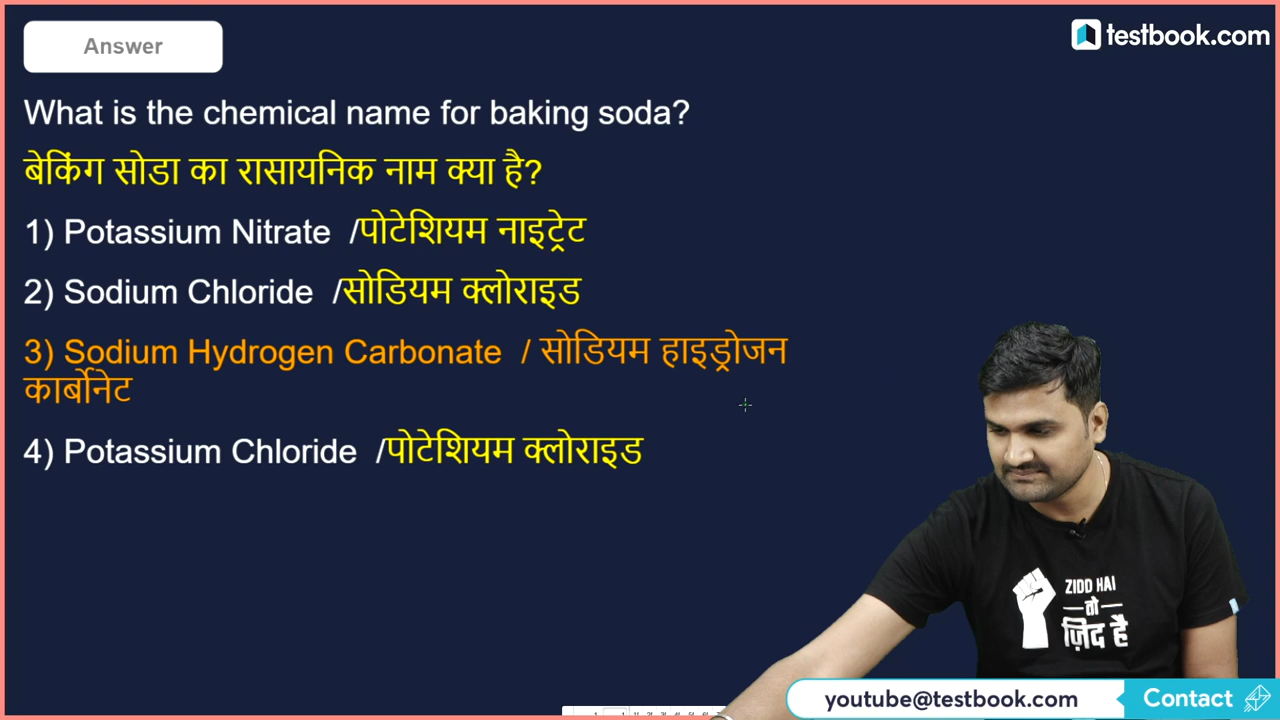 Answer
testbook.com
What is the chemical name for baking soda?
बेकिंग सोडा का रासायनिक नाम क्या है?
1) Potassium Nitrate /पोटेशियम नाइट्रेट
2) Sodium Chloride /सोडियम क्लोराइड
3) Sodium Hydrogen Carbonate / सोडियम हाइड्रोजन
कार्बोनेट
4) Potassium Chloride /पोटेशियम क्लोराइड
ZIDD HAI
तो
ज़िद है
youtube@testbook.com
Contact